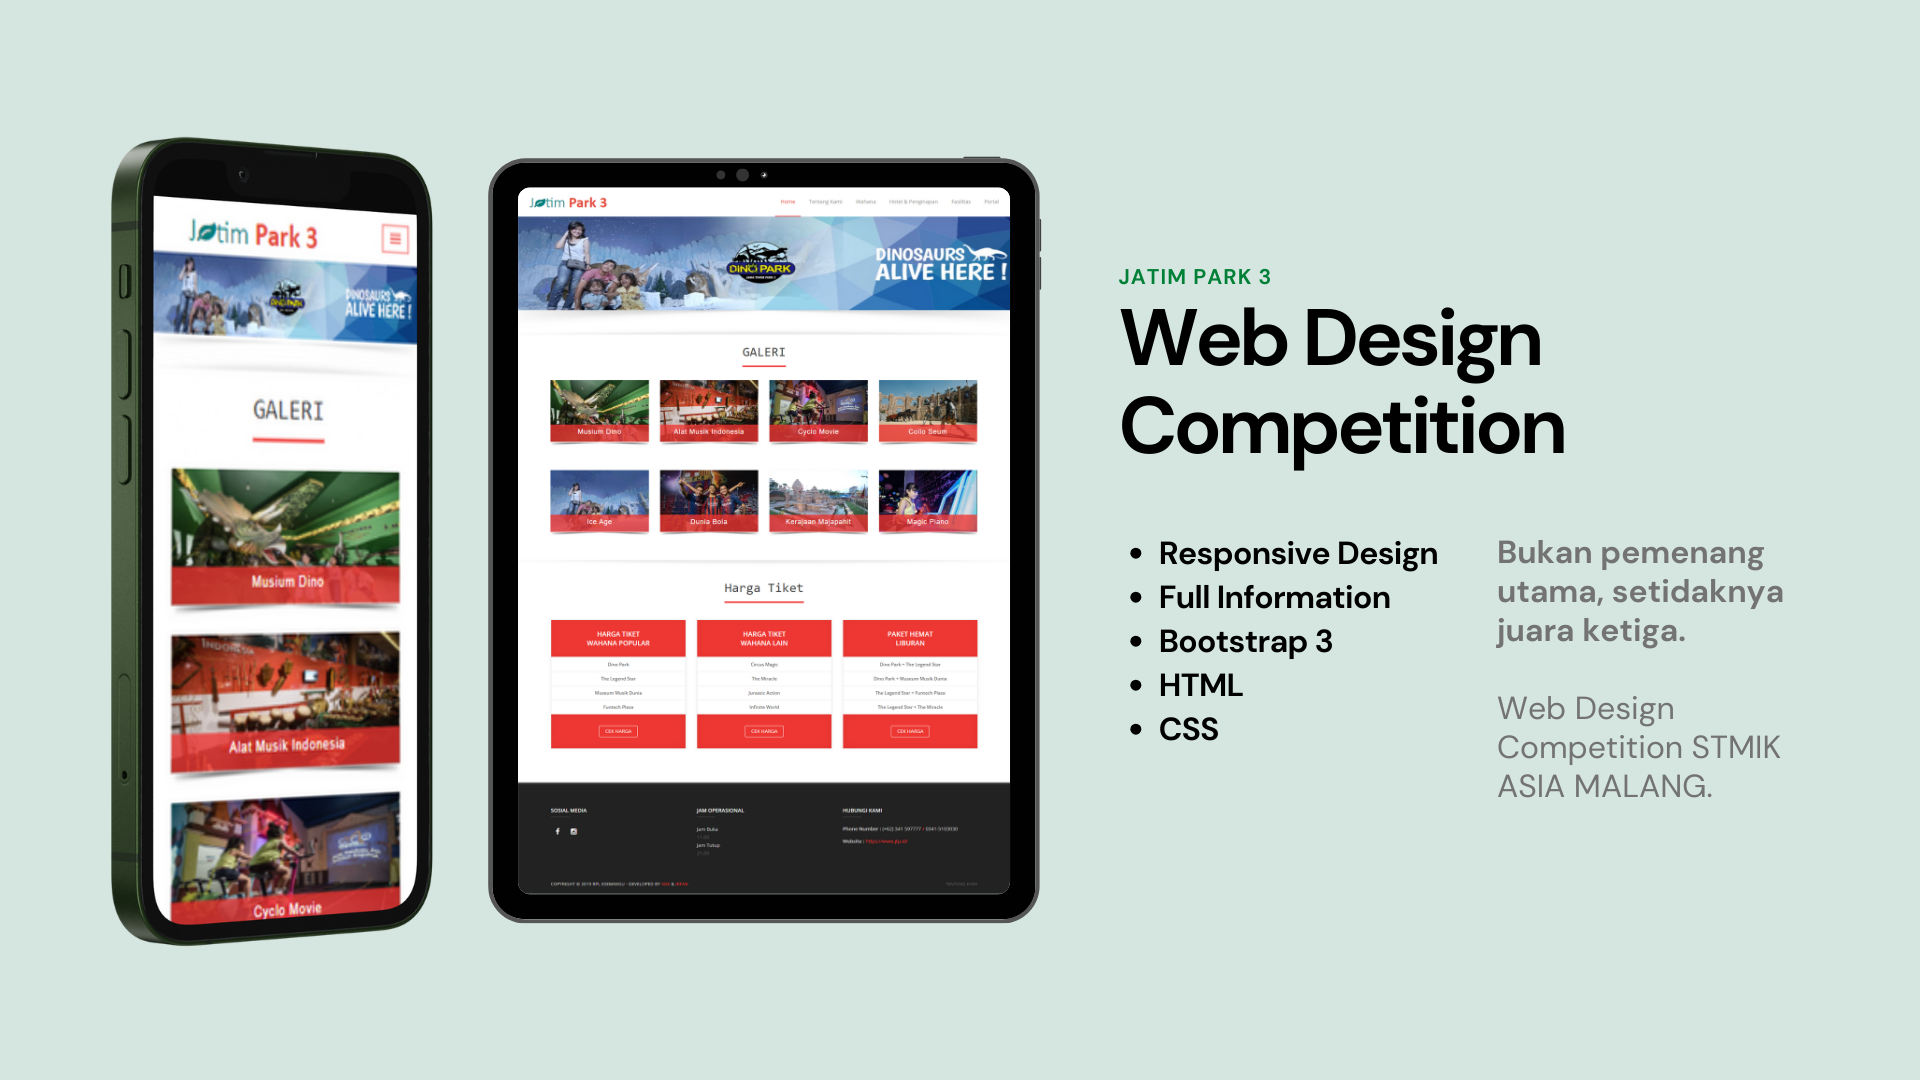 Jatim Park 3
DINO PARK
DINOSAURS
ALIVE HERE !
GALERI
Musium Dino
INDONESIA
Alat Musik Indonesia
Cyclo Movie
Jatim Park 3
Home Tentang Kami Wahana Hotel & Penginapan Fasilitas Portal
DINO PARK
DINOSAURS
ALIVE HERE !
GALERI
Musium Dino Alat Musik Indonesia Cyclo Movie Collo Seum
Ice Age Dunia Bola Kerajaan Majapahit Magic Piano
Harga Tiket
HARGA TIKET
WAHANA POPULAR
Dino Park
The Legend Star
Museum Musik Dunia
Funtech Plaza
CEK HARGA
HARGA TIKET
WAHANA LAIN
Circus Magic
The Miracle
Jurassic Action
Infinite World
CEK HARGA
PAKET HEMAT
LIBURAN
Dino Park + The Legend Star
Dino Park + Museum Musik Dunia
The Legend Star + Funtech Plaza
The Legend Star + The Miracle
CEK HARGA
SOSIAL MEDIA
JAM OPERASIONAL
Jam Buka
Jam Tutup
HUBUNGI KAMI
Phone Number :
Website :
JATIM PARK 3
Web Design
Competition
• Responsive Design
• Full Information
• Bootstrap 3
• HTML
• CSS
Bukan pemenang
utama, setidaknya
juara ketiga.
Web Design
Competition STMIK
ASIA MALANG.